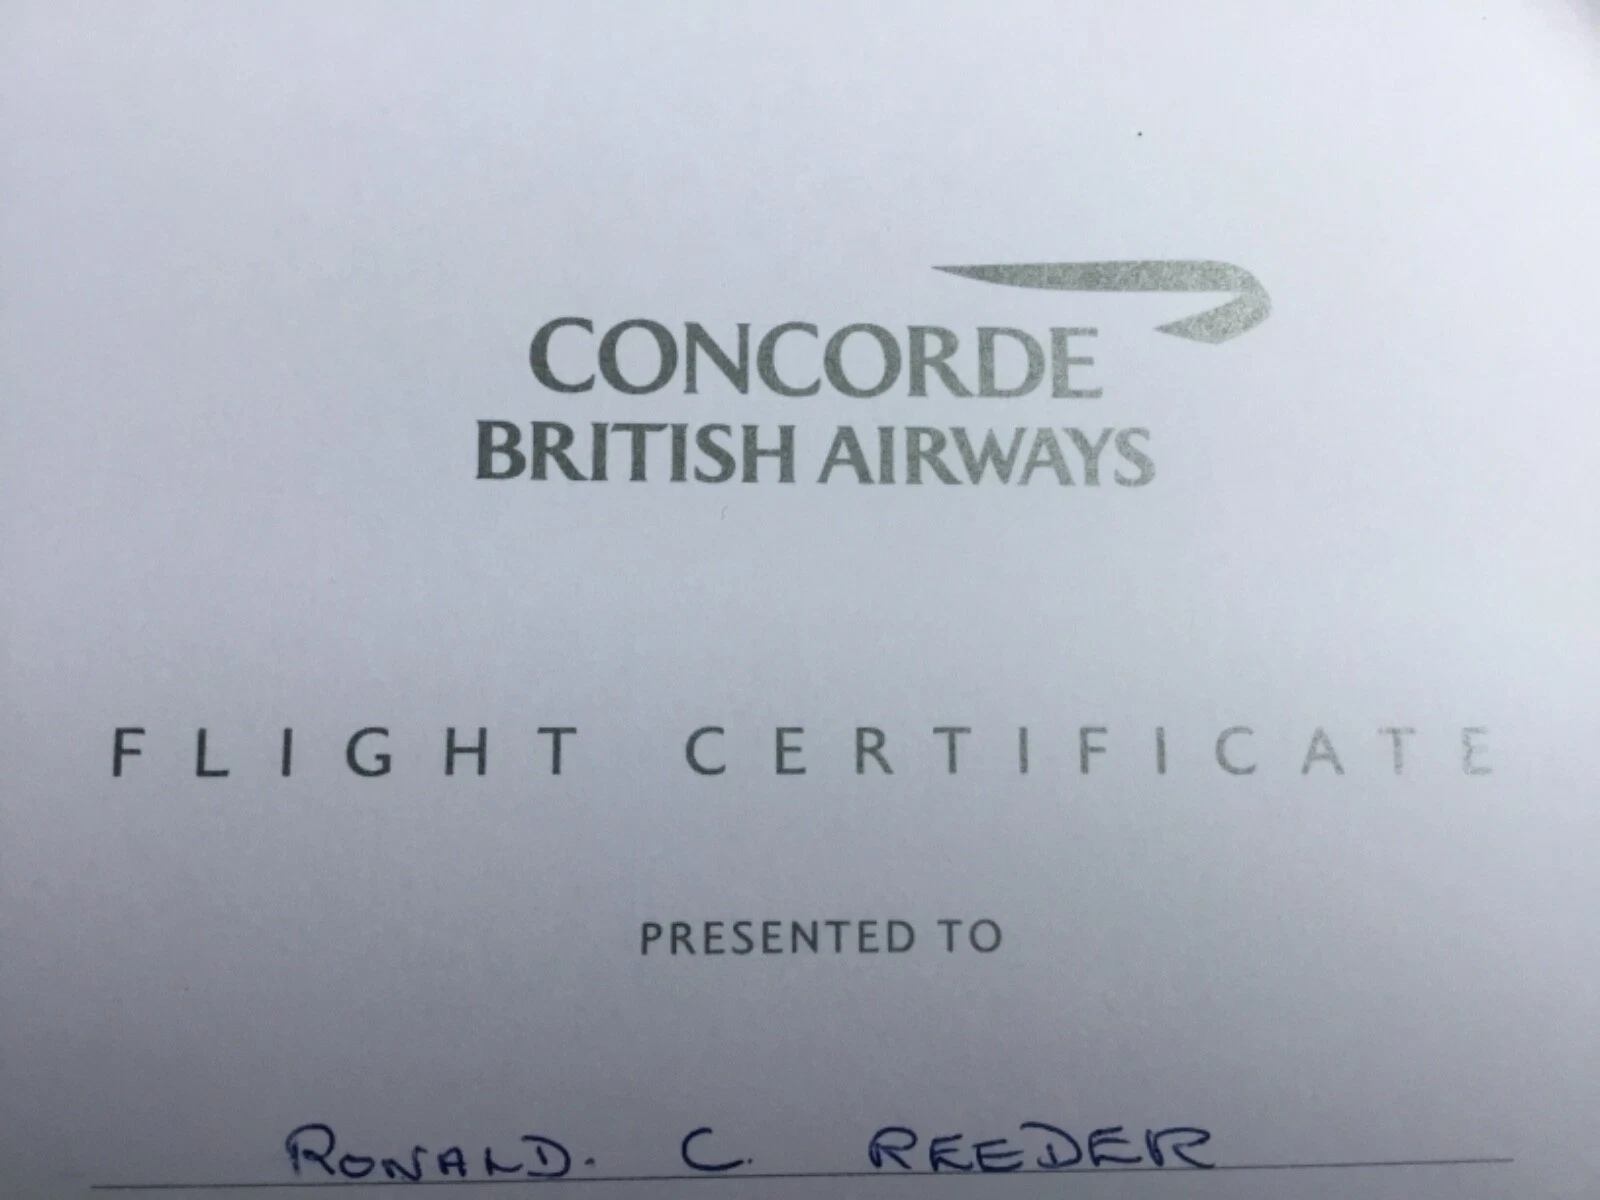 CONCORDE
BRITISH AIRWAYS
FLIGHT CERTIFICATE
PRESENTED TO
RONALD. C. REEDER